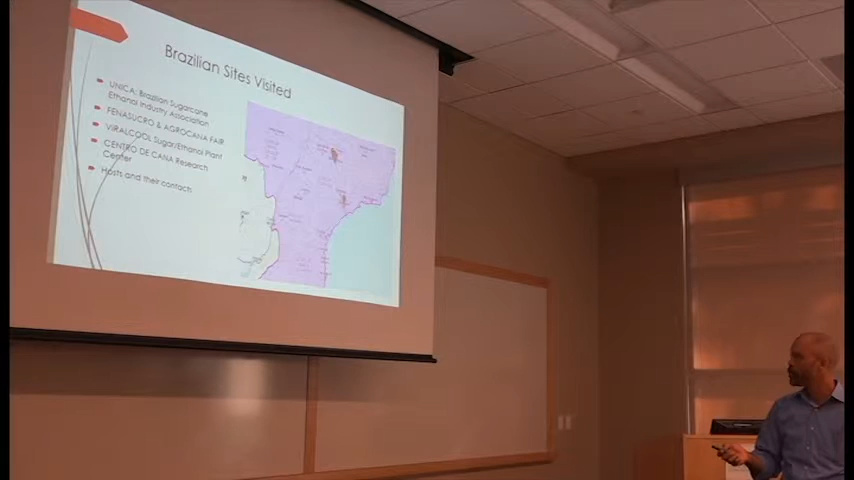 Brazilian Sites Visited
UNICA: Brazilian Sugarcane
Ethanol Industry Association
FENASUCRO & AGROCANA FAIR
VIRALCOOL Sugar/Ethanol Plant
CENTRO DE CANA Research
Center
Hosts and their contacts